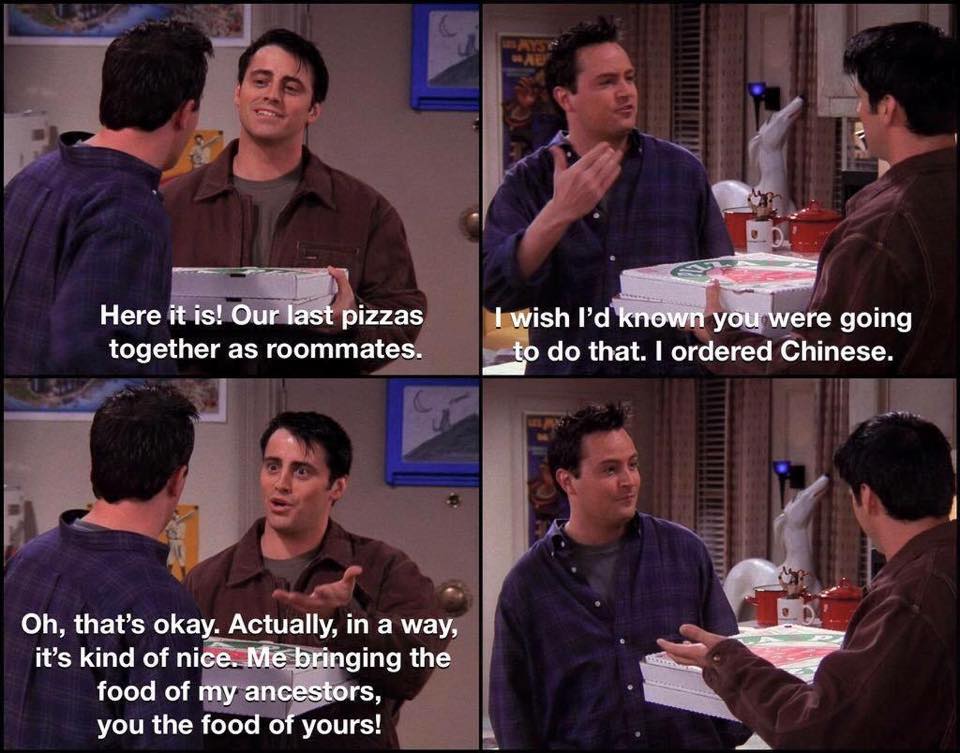 Here it is! Our last pizzas
together as roommates.
I wish I'd known you were going
to do that. I ordered Chinese.
Oh, that's okay. Actually, in a way,
it's kind of nice. Me bringing the
food of my ancestors,
you the food of yours!